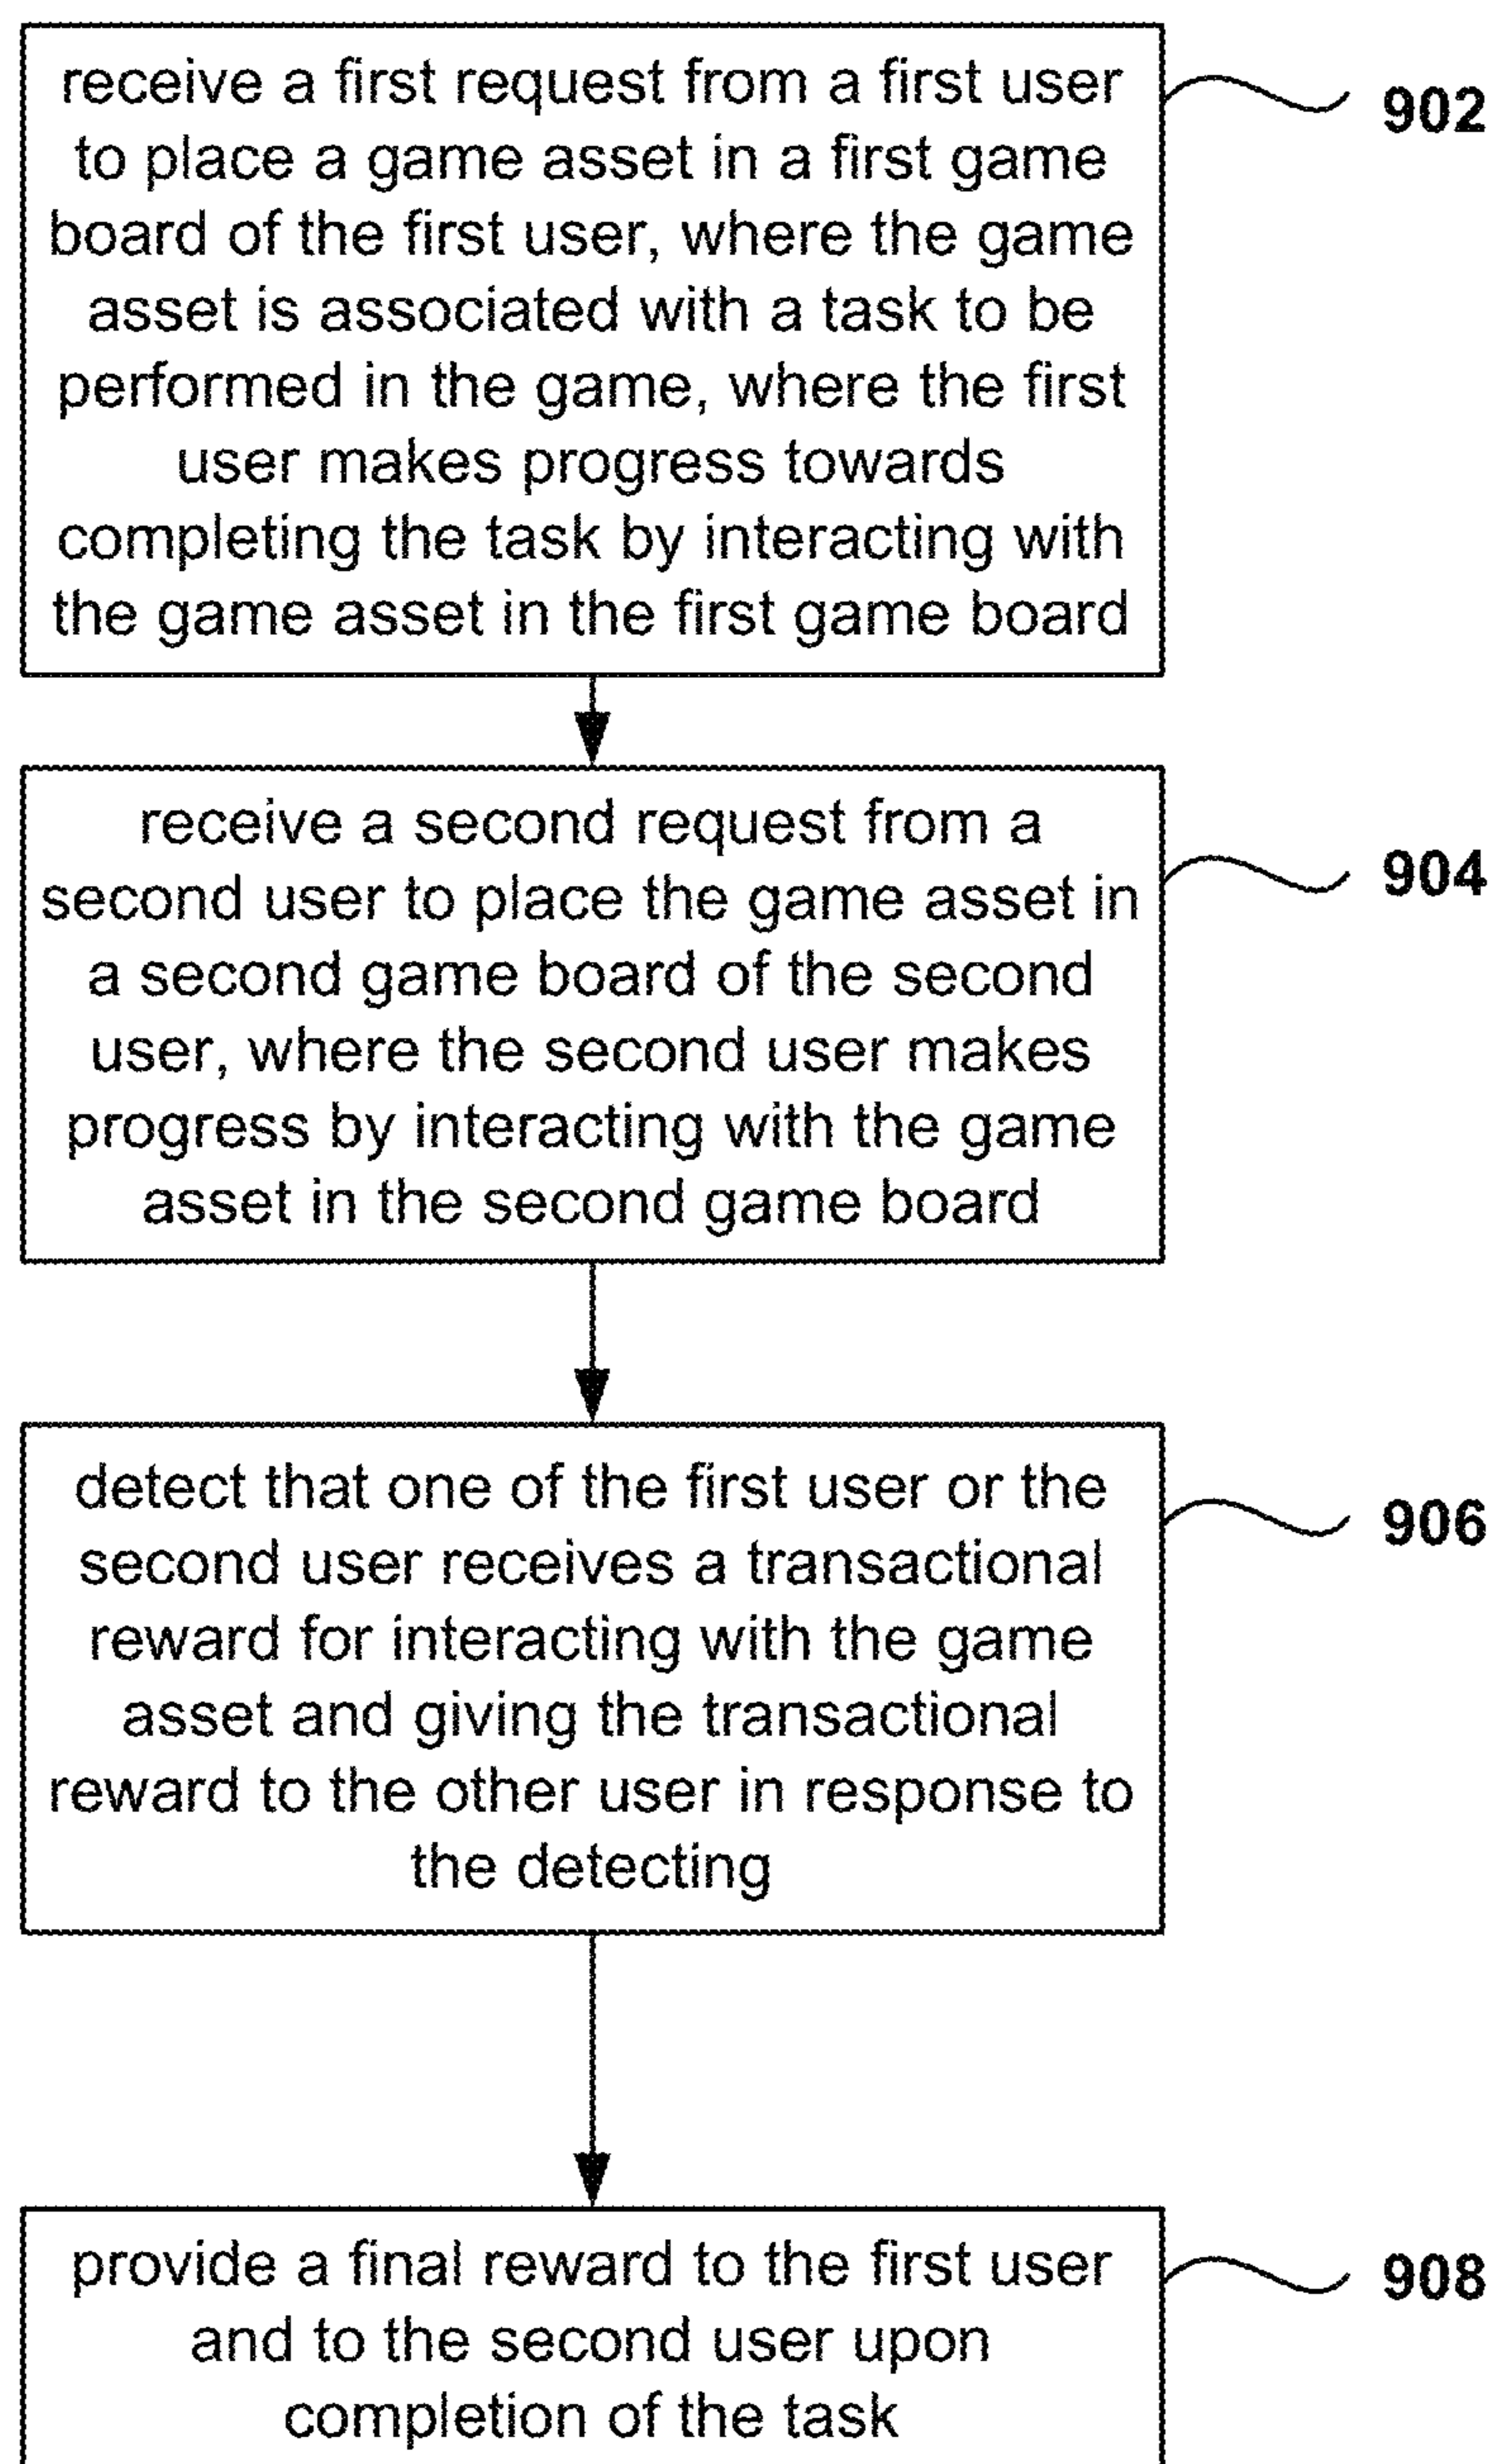 receive a first request from a first user
to place a game asset in a first game
board of the first user, where the game
asset is associated with a task to be
performed in the game, where the first
user makes progress towards
completing the task by interacting with
the game asset in the first game board
902
receive a second request from a
second user to place the game asset in
a second game board of the second
user, where the second user makes
progress by interacting with the game
asset in the second game board
904
detect that one of the first user or the
second user receives a transactional
reward for interacting with the game
asset and giving the transactional
reward to the other user in response to
the detecting
906
provide a final reward to the first user
and to the second user upon
completion of the task
908